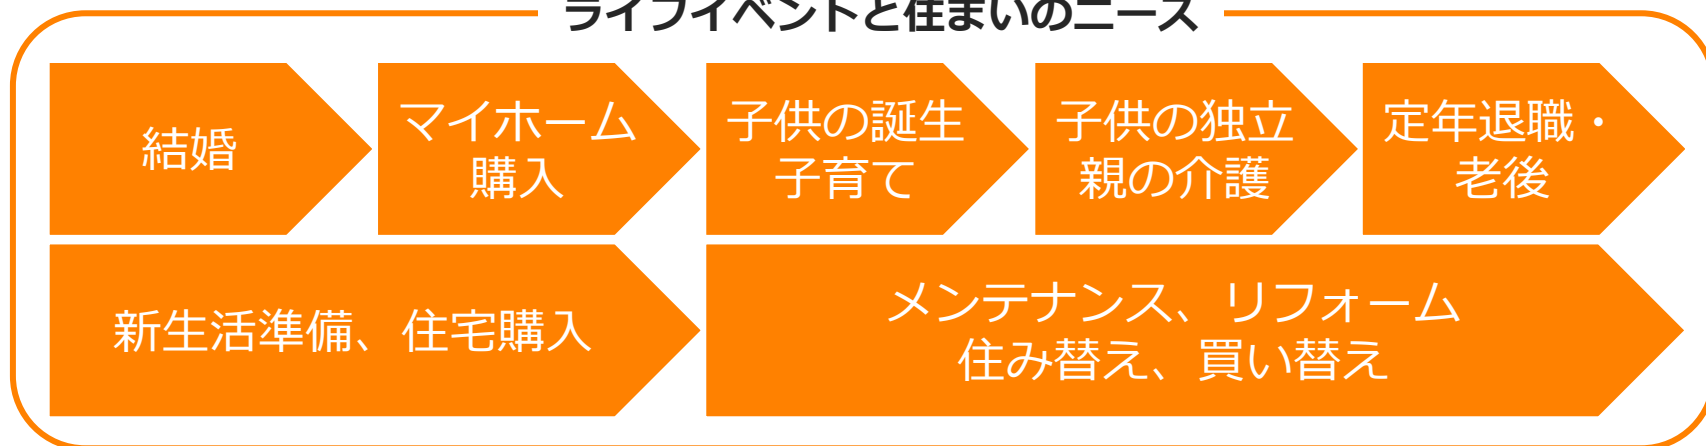 ライフイベントと住まいのニーズ
結婚
マイホーム
購入
子供の誕生
子育て
子供の独立
親の介護
定年退職・
老後
新生活準備、住宅購入
メンテナンス、リフォーム
住み替え、買い替え